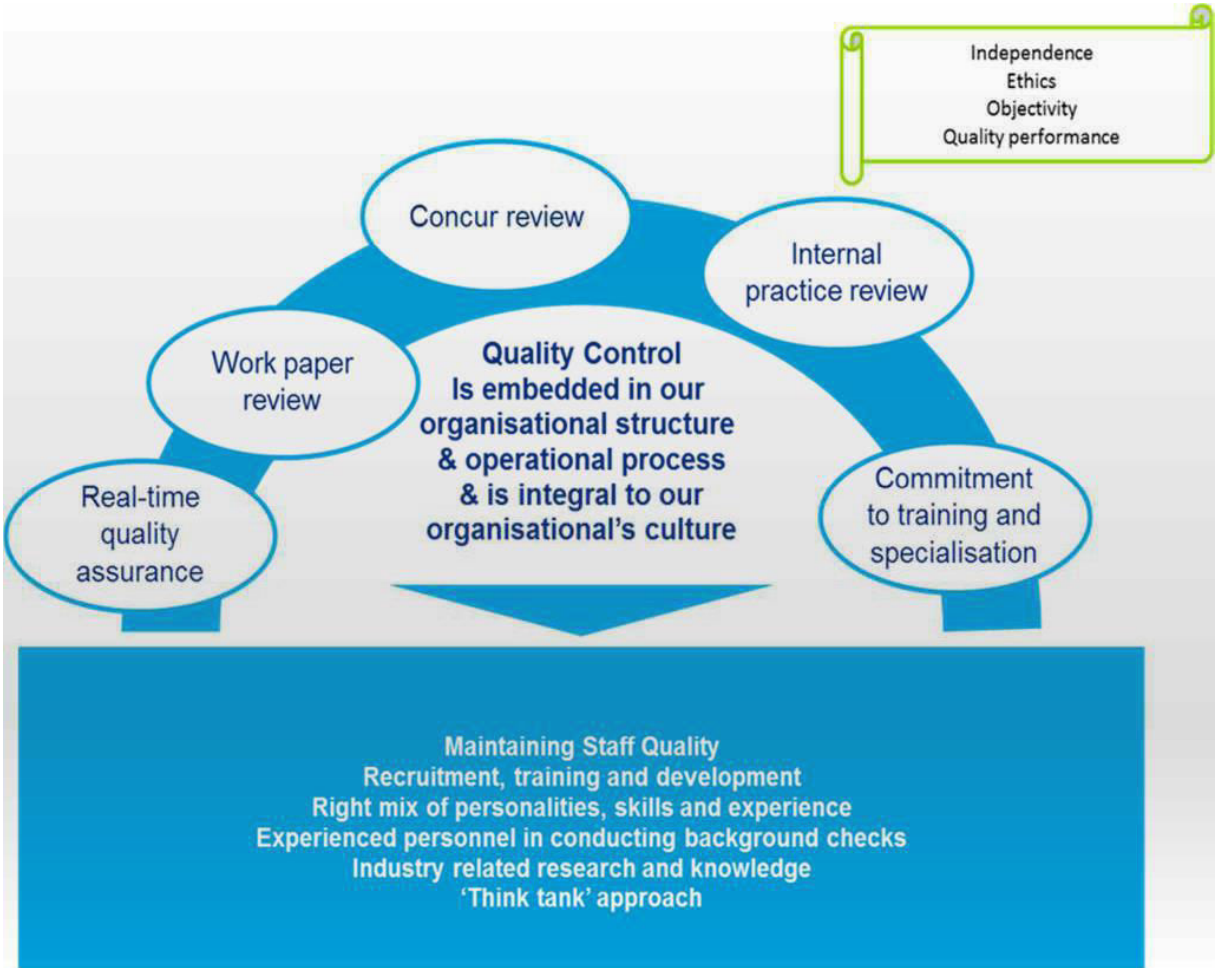 Independence
Ethics
Objectivity
Quality performance
Concur review
Internal
practice review
Work paper
review
Quality Control
Is embedded in our
organisational structure
& operational process
& is integral to our
organisational's culture
Real-time
quality
assurance
Commitment
to training and
specialisation
Maintaining Staff Quality
Recruitment, training and development
Right mix of personalities, skills and experience
Experienced personnel in conducting background checks
Industry related research and knowledge
‘Think tank’ approach